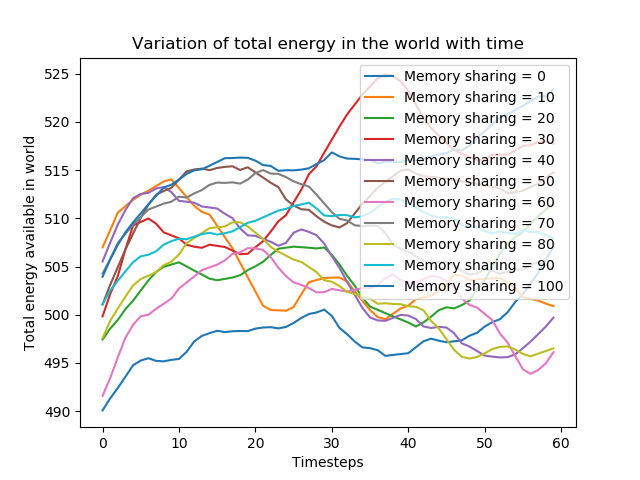 Variation of total energy in the world with time
Total energy available in world
525
520
515
510
505
500
495
490
Memory sharing = 0
Memory sharing = 10
Memory sharing = 20
Memory sharing = 30
Memory sharing = 40
Memory sharing = 50
Memory sharing = 60
Memory sharing = 70
Memory sharing = 80
Memory sharing = 90
Memory sharing = 100
0 10 20 30 40 50 60
Timesteps